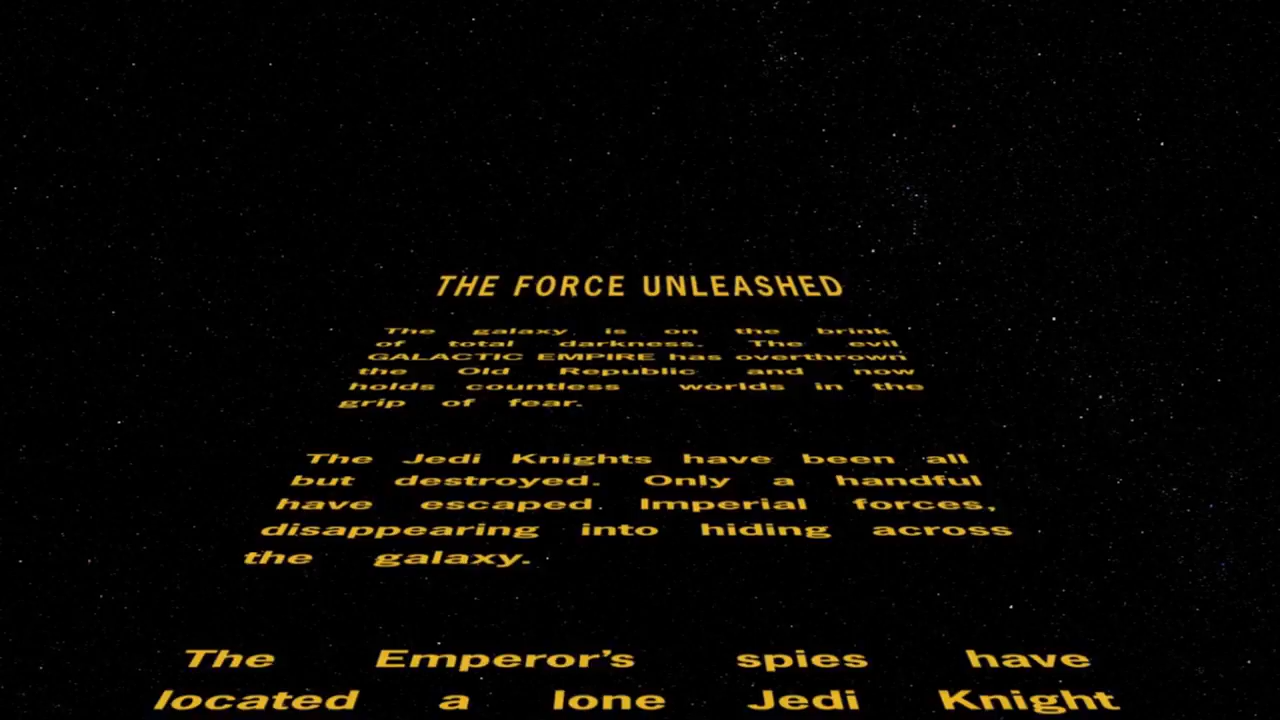 THE FORCE UNLEASHED
The galaxy is on the brink
of total darkness. The evil
GALACTIC EMPIRE has overthrown
the Old Republic and now
holds countless worlds in the
grip of fear.
The Jedi Knights have been all
but destroyed. Only a handful
have escaped Imperial forces,
disappearing into hiding across
the galaxy.
The Emperor's spies have
located a lone Jedi Knight